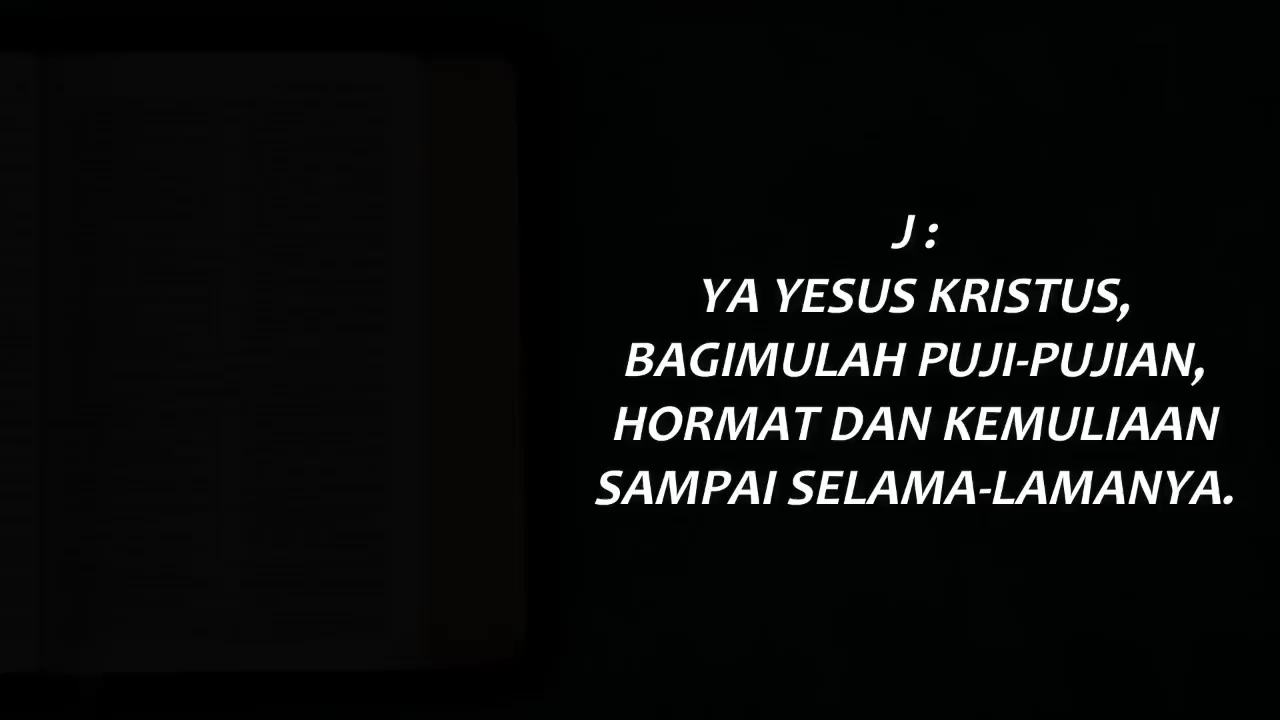 J :
YA YESUS KRISTUS,
BAGIMULAH PUJI-PUJIAN,
HORMAT DAN KEMULIAAN
SAMPAI SELAMA-LAMANYA.